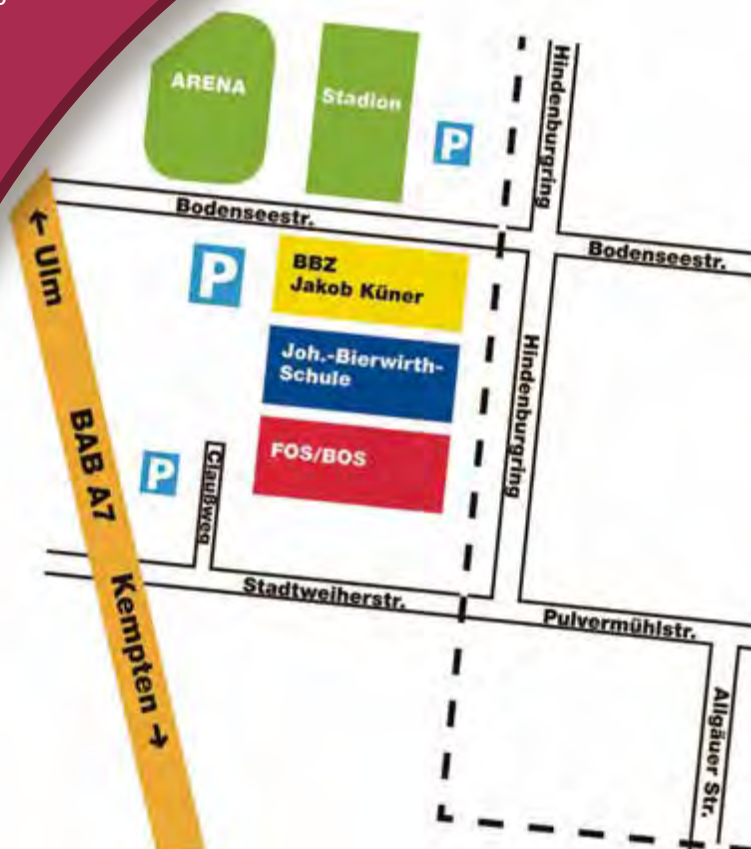 ARENA
Stadion
P
Hindenburgring
Bodenseestr.
Bodenseestr.
← Ulm
P
BBZ
Jakob Küner
Joh.-Bierwirth-
Schule
Hindenburgring
BAB A7
P
Claußweg
FOS/BOS
Kempten →
Stadtweiherstr.
Pulvermühlstr.
Allgäuer Str.